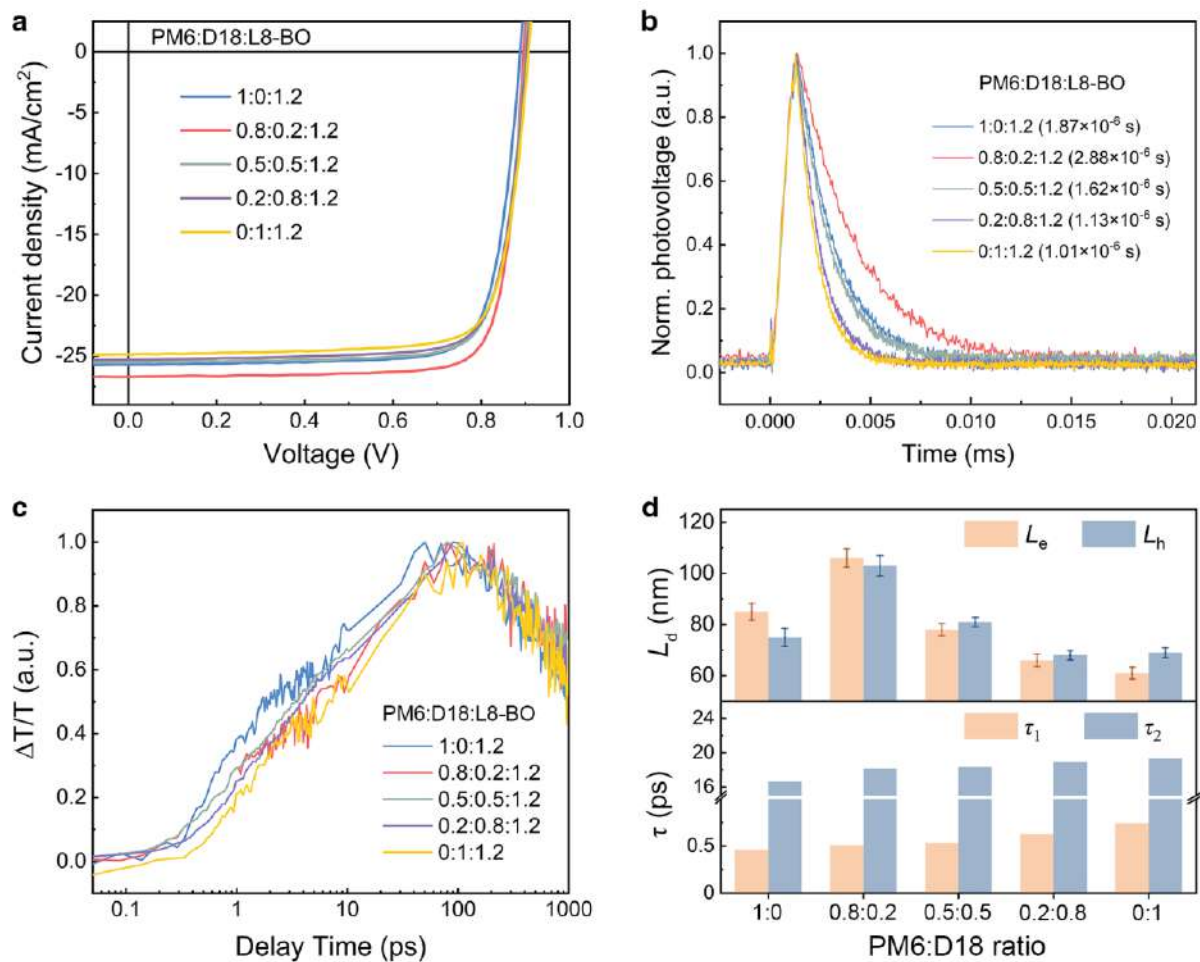 a
PM6:D18:L8-BO
0
-5
-10
-15
-20
-25
Current density (mA/cm²)
1:0:1.2
0.8:0.2:1.2
0.5:0.5:1.2
0.2:0.8:1.2
0:1:1.2
0.0 0.2 0.4 0.6 0.8 1.0
Voltage (V)
b
PM6:D18:L8-BO
1.0
0.8
0.6
0.4
0.2
0.0
Norm. photovoltage (a.u.)
1:0:1.2 (1.87×10⁻⁶ s)
0.8:0.2:1.2 (2.88×10⁻⁶ s)
0.5:0.5:1.2 (1.62×10⁻⁶ s)
0.2:0.8:1.2 (1.13×10⁻⁶ s)
0:1:1.2 (1.01×10⁻⁶ s)
0.000 0.005 0.010 0.015 0.020
Time (ms)
c
1.0
0.8
0.6
0.4
0.2
0.0
ΔT/T (a.u.)
PM6:D18:L8-BO
1:0:1.2
0.8:0.2:1.2
0.5:0.5:1.2
0.2:0.8:1.2
0:1:1.2
0.1 1 10 100 1000
Delay Time (ps)
d
120
100
80
60
L_d (nm)
L_e L_h
24
20
16
0.5
0
τ (ps)
τ₁ τ₂
1:0 0.8:0.2 0.5:0.5 0.2:0.8 0:1
PM6:D18 ratio